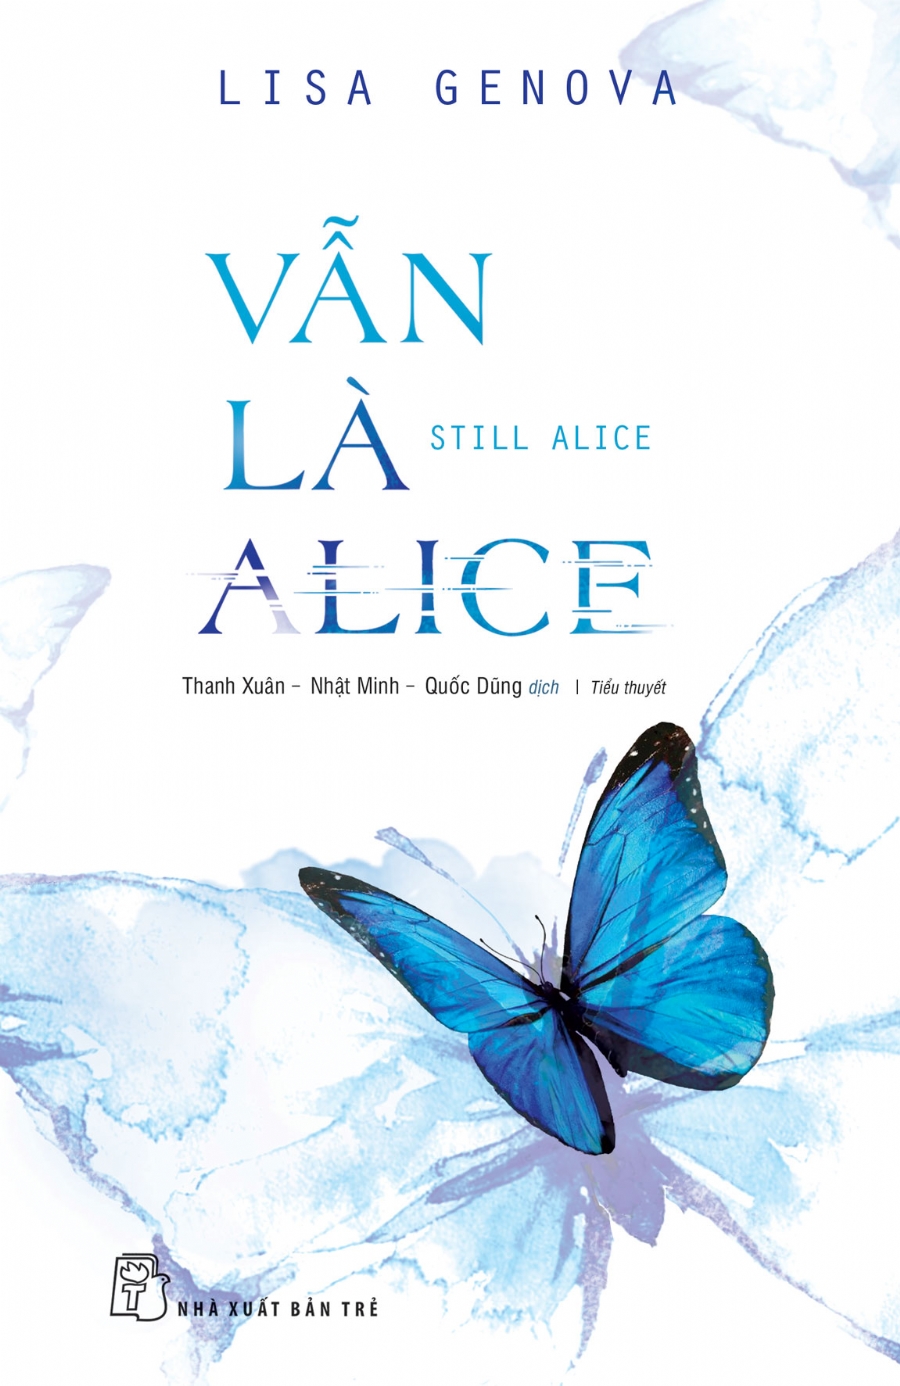 LISA GENOVA
VẪN
LÀ
STILL ALICE
ALICE
Thanh Xuân – Nhật Minh – Quốc Dũng dịch | Tiểu thuyết
T
NHÀ XUẤT BẢN TRẺ